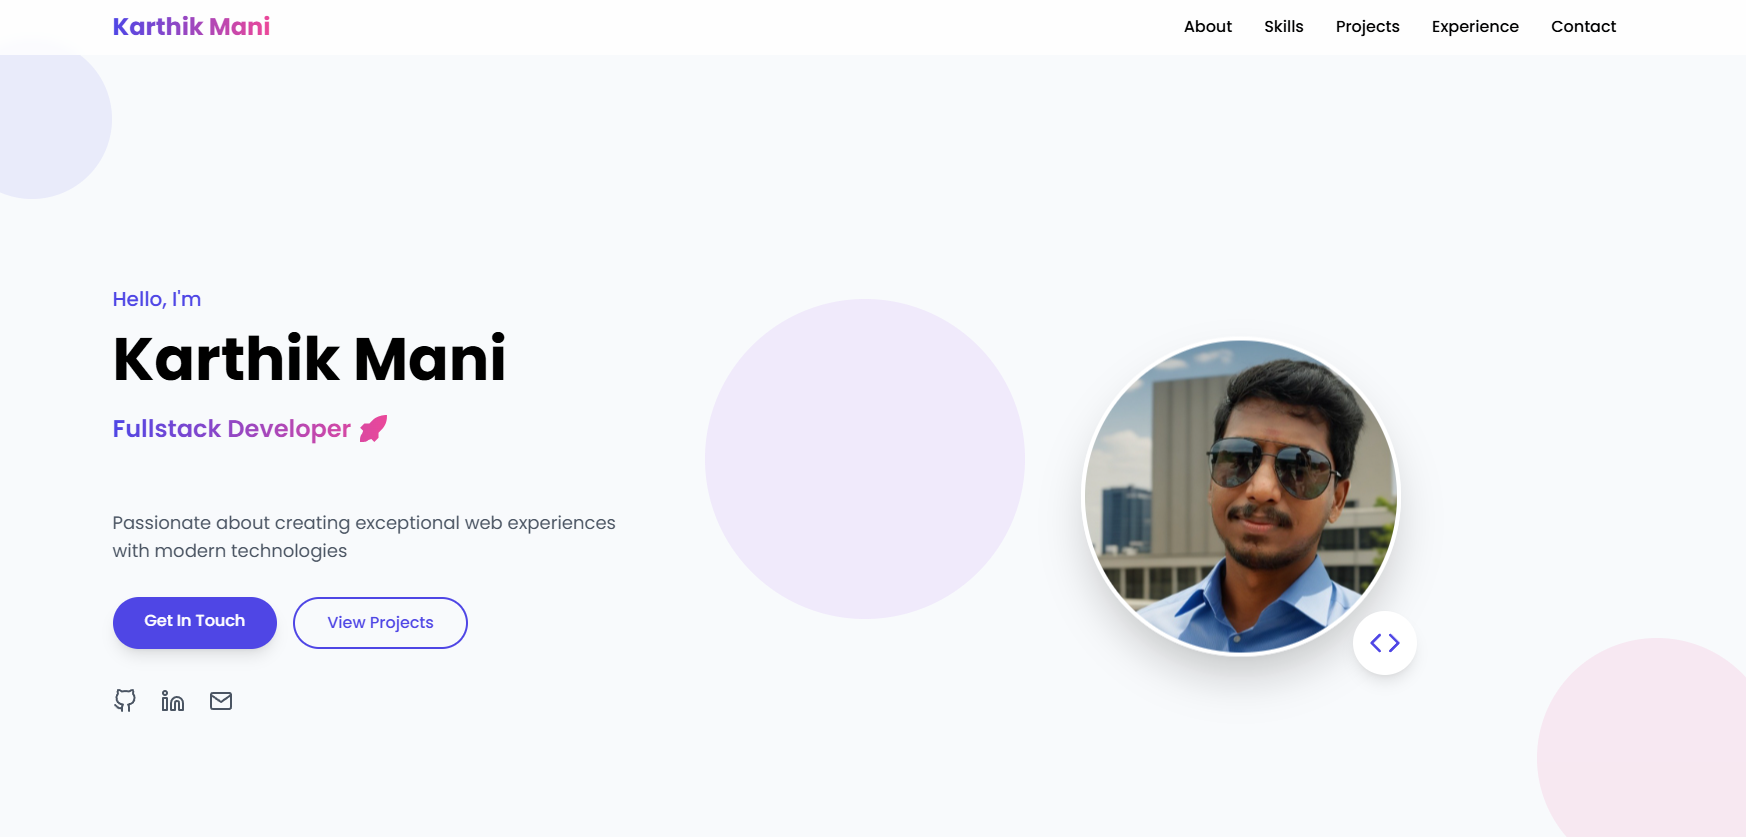 Karthik Mani
About
Skills
Projects
Experience
Contact
Hello, I'm
Karthik Mani
Fullstack Developer 🚀
Passionate about creating exceptional web experiences
with modern technologies
Get In Touch
View Projects